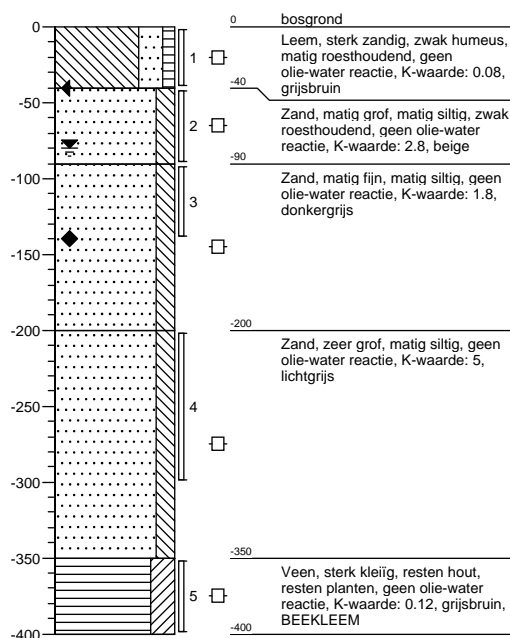 0
-50
-100
-150
-200
-250
-300
-350
-400
1
2
3
4
5
0
bosgrond
Leem, sterk zandig, zwak humeus,
matig roesthoudend, geen
olie-water reactie, K-waarde: 0.08,
grijsbruin
-40
Zand, matig grof, matig siltig, zwak
roesthoudend, geen olie-water
reactie, K-waarde: 2.8, beige
-90
Zand, matig fijn, matig siltig, geen
olie-water reactie, K-waarde: 1.8,
donkergrijs
-200
Zand, zeer grof, matig siltig, geen
olie-water reactie, K-waarde: 5,
lichtgrijs
-350
Veen, sterk kleiïg, resten hout,
resten planten, geen olie-water
reactie, K-waarde: 0.12, grijsbruin,
BEEKLEEM
-400